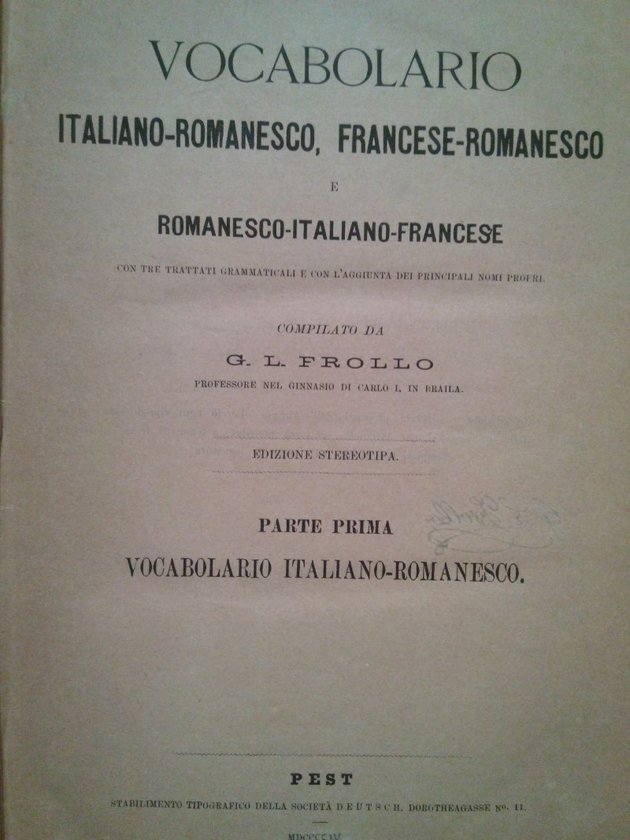 VOCABOLARIO
ITALIANO-ROMANESCO, FRANCESE-ROMANESCO
E
ROMANESCO-ITALIANO-FRANCESE
CON TRE TRATTATI GRAMMATICALI E CON L'AGGIUNTA DEI PRINCIPALI NOMI PROPRI.
COMPILATO DA
G. L. FROLLO
PROFESSORE NEL GINNASIO DI CARLO I, IN BRAILA.
EDIZIONE STEREOTIPA.
PARTE PRIMA
VOCABOLARIO ITALIANO-ROMANESCO.
PEST
STABILIMENTO TIPOGRAFICO DELLA SOCIETÀ DEUTSCH, DOROTHEAGASSE No. 11.